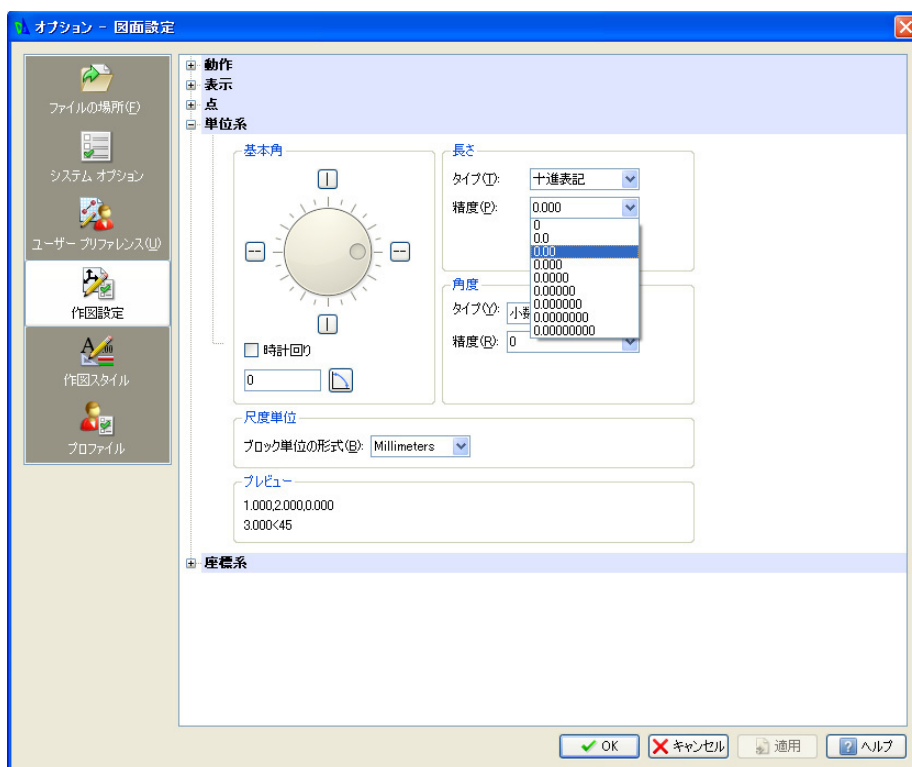 オプション - 図面設定
ファイルの場所(F)
システム オプション
ユーザー プリファレンス(U)
作図設定
作図スタイル
プロファイル
動作
表示
点
単位系
基本角
時計回り
0
長さ
タイプ(T): 十進表記
精度(P): 0.000
0
0.0
0.00
0.000
0.0000
0.00000
0.000000
0.0000000
0.00000000
角度
タイプ(Y): 小
精度(R): 0
尺度単位
ブロック単位の形式(B): Millimeters
プレビュー
1.000,2.000,0.000
3.000<45
座標系
OK
キャンセル
適用
ヘルプ